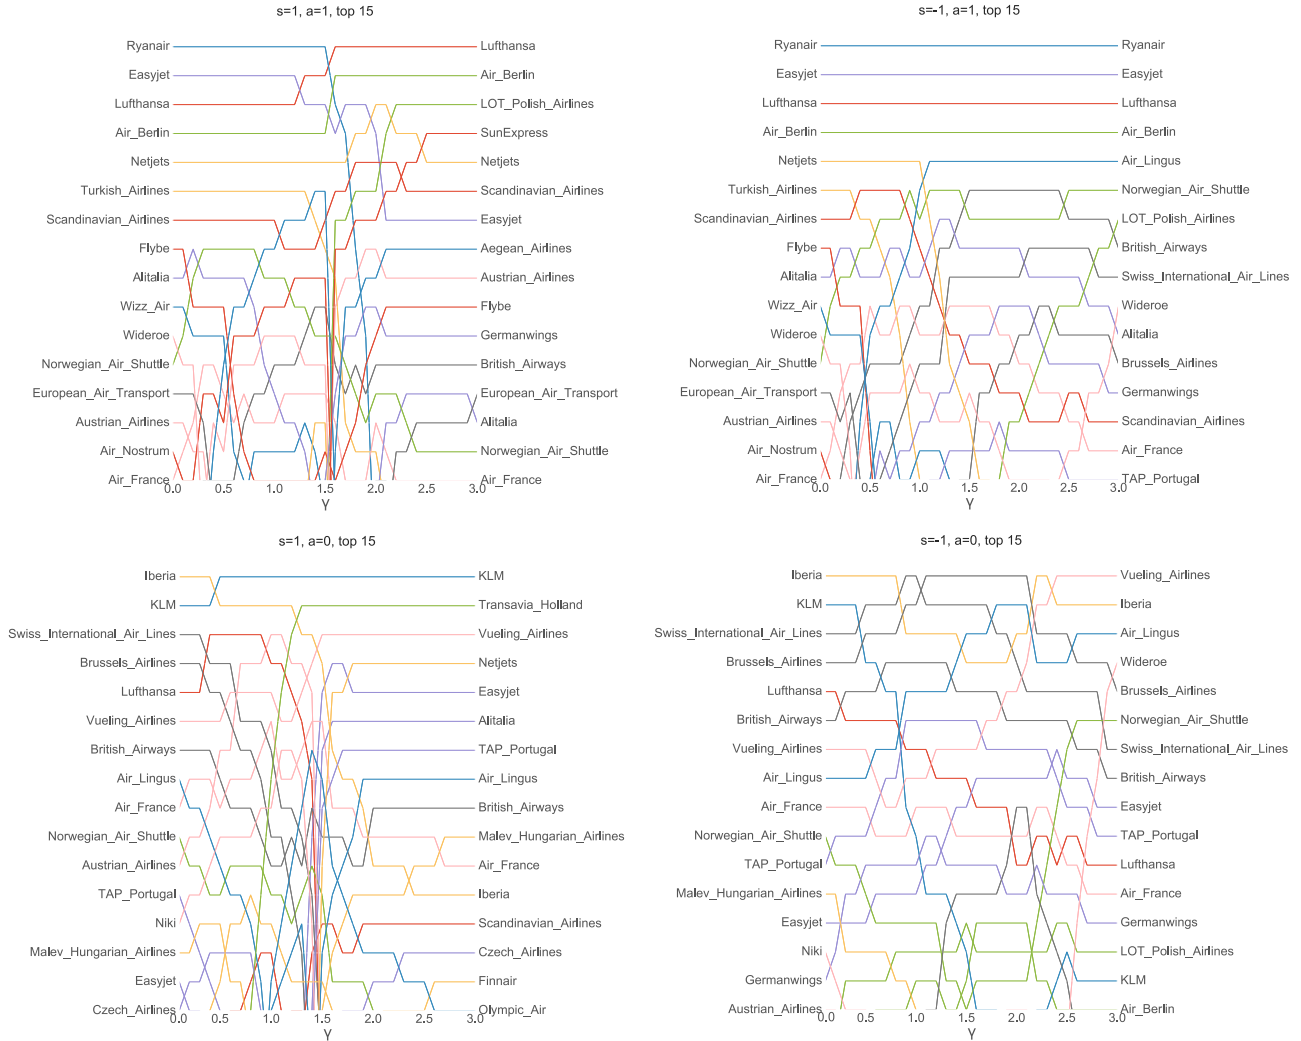 s=1, a=1, top 15
Ryanair
Easyjet
Lufthansa
Air_Berlin
Netjets
Turkish_Airlines
Scandinavian_Airlines
Flybe
Alitalia
Wizz_Air
Wideroe
Norwegian_Air_Shuttle
European_Air_Transport
Austrian_Airlines
Air_Nostrum
Air_France
Lufthansa
Air_Berlin
LOT_Polish_Airlines
SunExpress
Netjets
Scandinavian_Airlines
Easyjet
Aegean_Airlines
Austrian_Airlines
Flybe
Germanwings
British_Airways
European_Air_Transport
Alitalia
Norwegian_Air_Shuttle
Air_France
0.0 0.5 1.0 1.5 2.0 2.5 3.0
γ
s=-1, a=1, top 15
Ryanair
Easyjet
Lufthansa
Air_Berlin
Netjets
Turkish_Airlines
Scandinavian_Airlines
Flybe
Alitalia
Wizz_Air
Wideroe
Norwegian_Air_Shuttle
European_Air_Transport
Austrian_Airlines
Air_Nostrum
Air_France
Ryanair
Easyjet
Lufthansa
Air_Berlin
Air_Lingus
Norwegian_Air_Shuttle
LOT_Polish_Airlines
British_Airways
Swiss_International_Air_Lines
Wideroe
Alitalia
Brussels_Airlines
Germanwings
Scandinavian_Airlines
Air_France
TAP_Portugal
0.0 0.5 1.0 1.5 2.0 2.5 3.0
γ
s=1, a=0, top 15
Iberia
KLM
Swiss_International_Air_Lines
Brussels_Airlines
Lufthansa
Vueling_Airlines
British_Airways
Air_Lingus
Air_France
Norwegian_Air_Shuttle
Austrian_Airlines
TAP_Portugal
Niki
Malev_Hungarian_Airlines
Easyjet
Czech_Airlines
KLM
Transavia_Holland
Vueling_Airlines
Netjets
Easyjet
Alitalia
TAP_Portugal
Air_Lingus
British_Airways
Malev_Hungarian_Airlines
Air_France
Iberia
Scandinavian_Airlines
Czech_Airlines
Finnair
Olympic_Air
0.0 0.5 1.0 1.5 2.0 2.5 3.0
γ
s=-1, a=0, top 15
Iberia
KLM
Swiss_International_Air_Lines
Brussels_Airlines
Lufthansa
British_Airways
Vueling_Airlines
Air_Lingus
Air_France
Norwegian_Air_Shuttle
TAP_Portugal
Malev_Hungarian_Airlines
Easyjet
Niki
Germanwings
Austrian_Airlines
Vueling_Airlines
Iberia
Air_Lingus
Wideroe
Brussels_Airlines
Norwegian_Air_Shuttle
Swiss_International_Air_Lines
British_Airways
Easyjet
TAP_Portugal
Lufthansa
Air_France
Germanwings
LOT_Polish_Airlines
KLM
Air_Berlin
0.0 0.5 1.0 1.5 2.0 2.5 3.0
γ